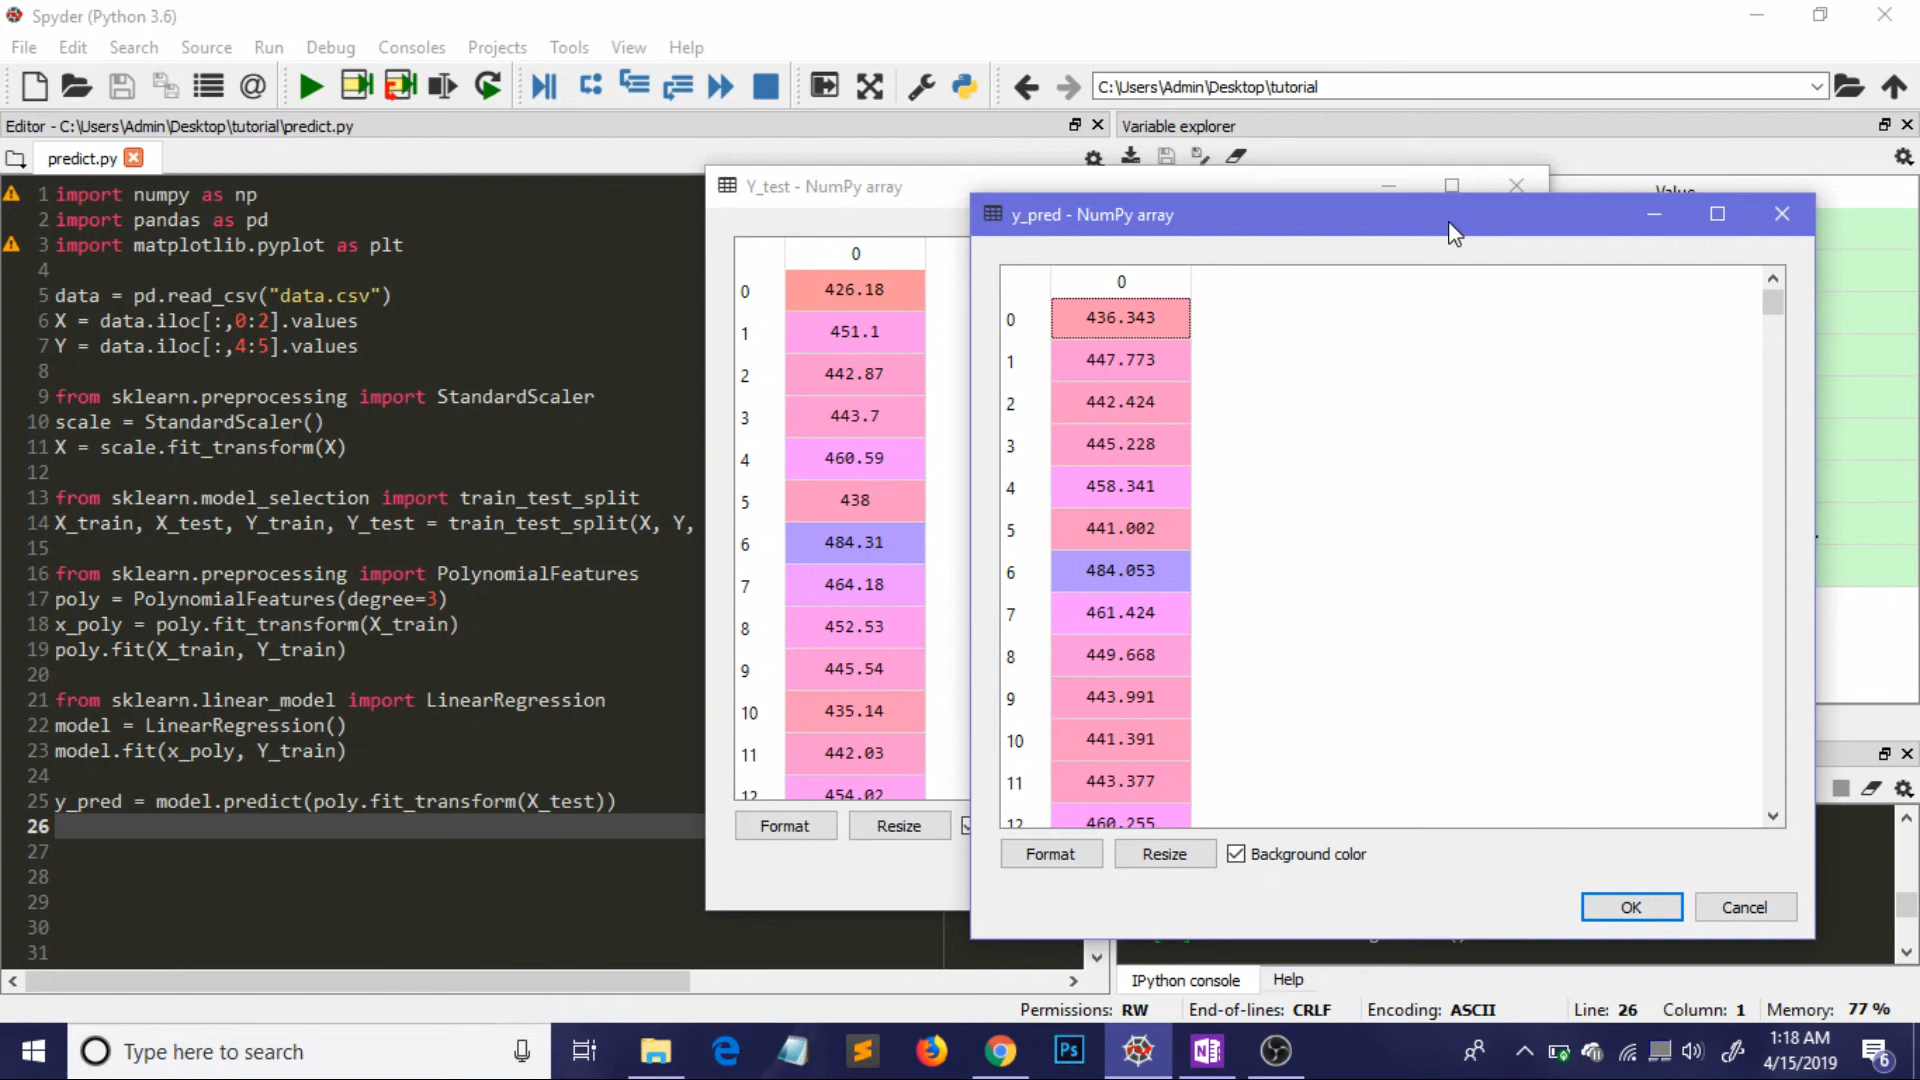 Spyder (Python 3.6)
File Edit Search Source Run Debug Consoles Projects Tools View Help
C:\Users\Admin\Desktop\tutorial
Editor - C:\Users\Admin\Desktop\tutorial\predict.py
Variable explorer
predict.py
1 import numpy as np
2 import pandas as pd
3 import matplotlib.pyplot as plt
4
5 data = pd.read_csv("data.csv")
6 X = data.iloc[:,0:2].values
7 Y = data.iloc[:,4:5].values
8
9 from sklearn.preprocessing import StandardScaler
10 scale = StandardScaler()
11 X = scale.fit_transform(X)
12
13 from sklearn.model_selection import train_test_split
14 X_train, X_test, Y_train, Y_test = train_test_split(X, Y,
15
16 from sklearn.preprocessing import PolynomialFeatures
17 poly = PolynomialFeatures(degree=3)
18 x_poly = poly.fit_transform(X_train)
19 poly.fit(X_train, Y_train)
20
21 from sklearn.linear_model import LinearRegression
22 model = LinearRegression()
23 model.fit(x_poly, Y_train)
24
25 y_pred = model.predict(poly.fit_transform(X_test))
26
27
28
29
30
31
Y_test - NumPy array
0
0 426.18
1 451.1
2 442.87
3 443.7
4 460.59
5 438
6 484.31
7 464.18
8 452.53
9 445.54
10 435.14
11 442.03
12 454.02
Format Resize
Value
y_pred - NumPy array
0
0 436.343
1 447.773
2 442.424
3 445.228
4 458.341
5 441.002
6 484.053
7 461.424
8 449.668
9 443.991
10 441.391
11 443.377
12 460.255
Format Resize Background color
OK Cancel
IPython console Help
Permissions: RW End-of-lines: CRLF Encoding: ASCII Line: 26 Column: 1 Memory: 77 %
Type here to search
Ps
N
1:18 AM
4/15/2019
6